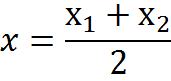 x = (x₁ + x₂) / 2